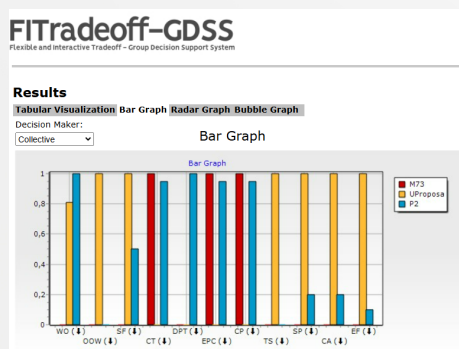 FITradeoff-GDSS
Flexible and Interactive Tradeoff - Group Decision Support System
Results
Tabular Visualization Bar Graph Radar Graph Bubble Graph
Decision Maker:
Collective
Bar Graph
Bar Graph
1
0,8
0,6
0,4
0,2
0
WO (⬇) SF (⬇) DPT (⬇) CP (⬇) SP (⬇) EF (⬇)
OOW (⬇) CT (⬇) EPC (⬇) TS (⬇) CA (⬇)
M73
UProposa
P2